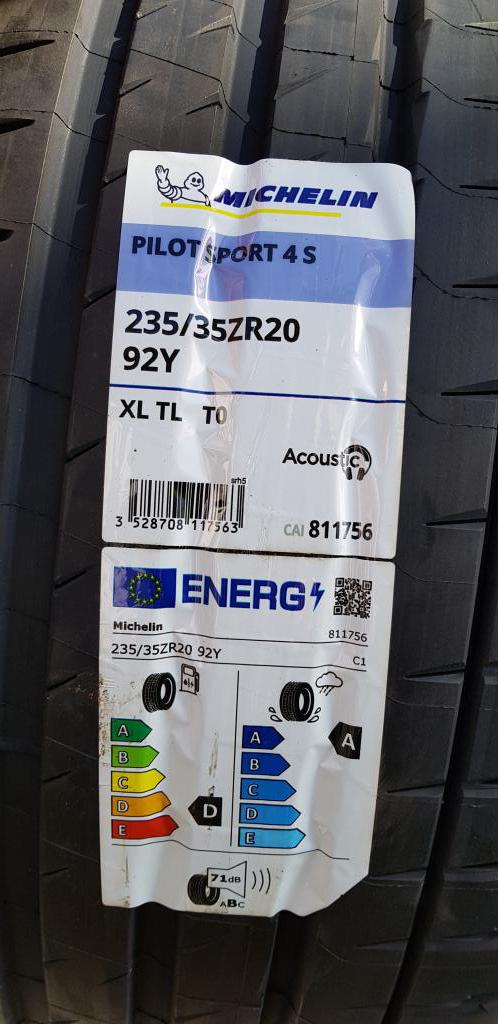 MICHELIN
PILOT SPORT 4 S
235/35ZR20
92Y
XL TL T0
Acoustic
srh5
3 528708 117563
CAI 811756
ENERG
Michelin 811756
235/35ZR20 92Y C1
A
B
C
D
E
D
A
B
C
D
E
A
71dB
ABC